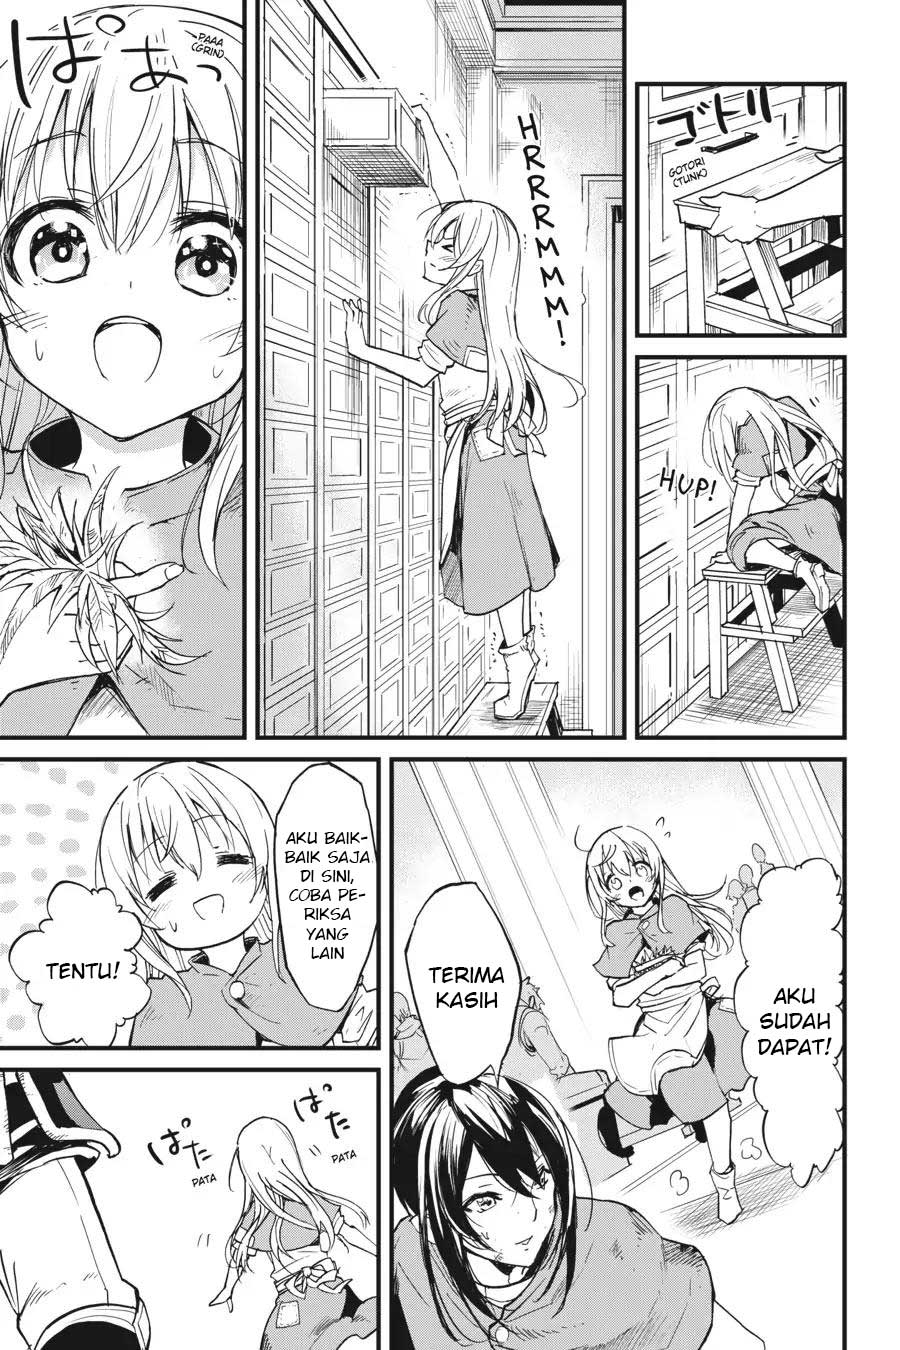 ゴトリ
GOTORI
(TUNK)
HUP!
HRRRMMM!
ぱあっ
PAAA
(GRIN)
AKU
SUDAH
DAPAT!
TERIMA
KASIH
AKU BAIK-
BAIK SAJA
DI SINI,
COBA PE-
RIKSA
YANG
LAIN
TENTU!
ぱた
PATA
ぱた
PATA